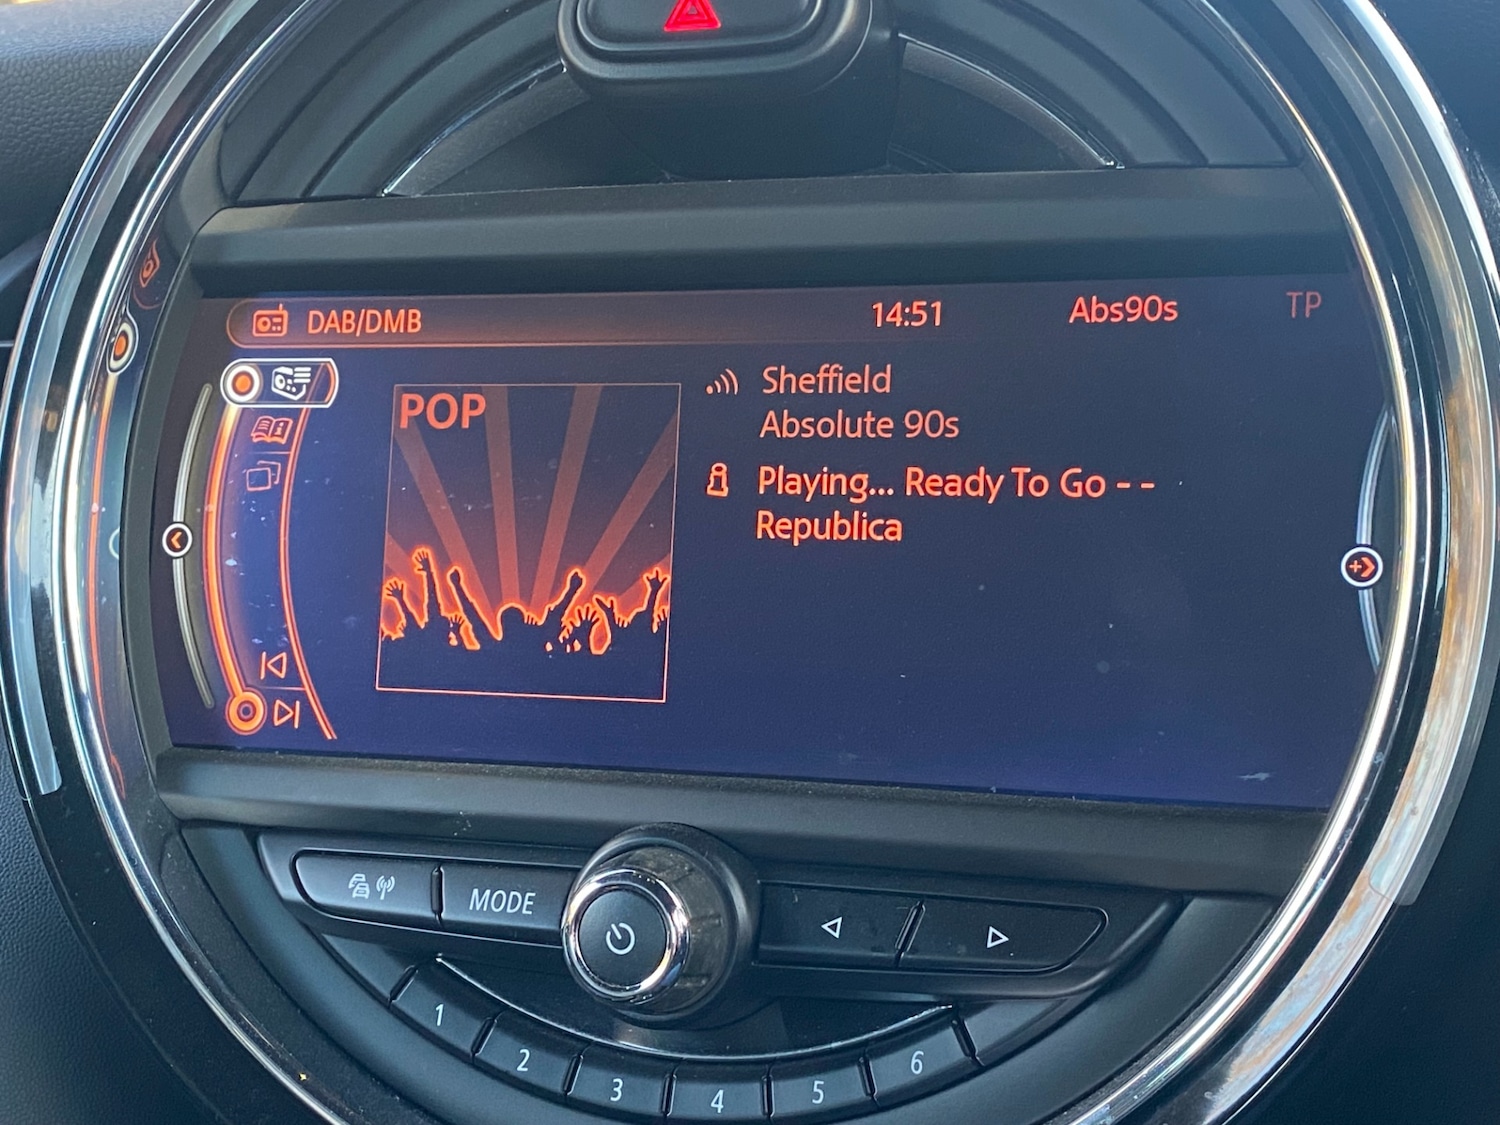 DAB/DMB 14:51 Abs90s TP
POP
Sheffield
Absolute 90s
Playing... Ready To Go - -
Republica
MODE
1 2 3 4 5 6